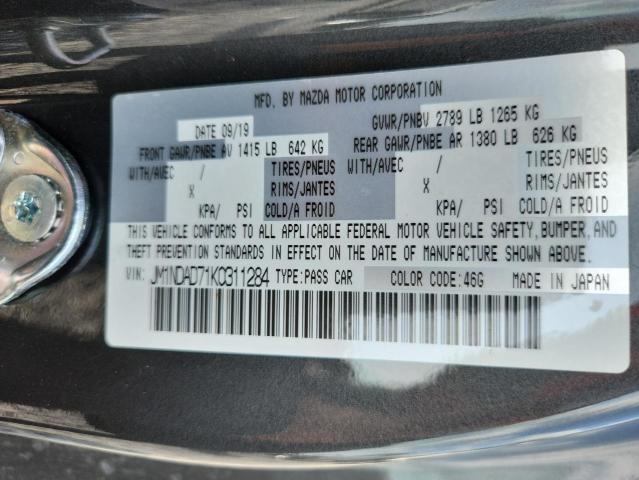 MFD. BY MAZDA MOTOR CORPORATION
DATE 09/19 GVWR/PNBV 2789 LB 1265 KG
FRONT GAWR/PNBE AV 1415 LB 642 KG REAR GAWR/PNBE AR 1380 LB 626 KG
WITH/AVEC / TIRES/PNEUS WITH/AVEC / TIRES/PNEUS
X RIMS/JANTES X RIMS/JANTES
KPA/ PSI COLD/A FROID KPA/ PSI COLD/A FROID
THIS VEHICLE CONFORMS TO ALL APPLICABLE FEDERAL MOTOR VEHICLE SAFETY, BUMPER, AND
THEFT PREVENTION STANDARDS IN EFFECT ON THE DATE OF MANUFACTURE SHOWN ABOVE.
VIN: JM1NDAD71K0311284 TYPE: PASS CAR COLOR CODE: 46G MADE IN JAPAN